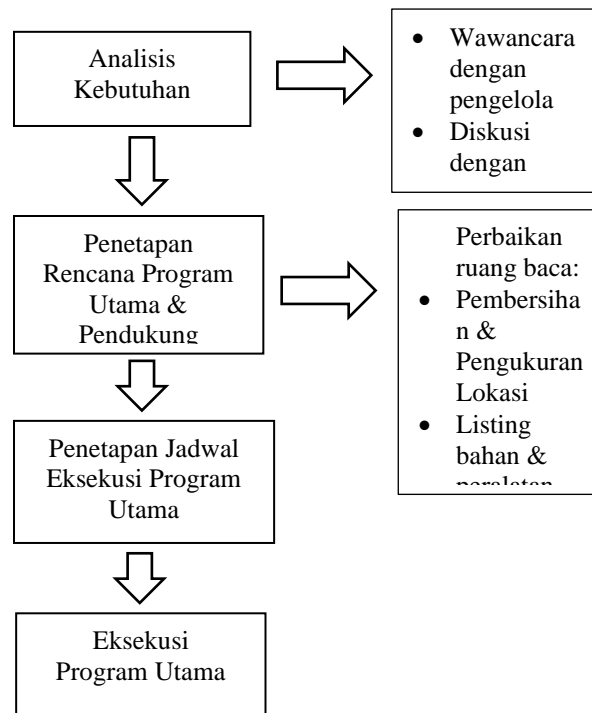 Analisis
Kebutuhan
• Wawancara
dengan
pengelola
• Diskusi
dengan
Penetapan
Rencana Program
Utama &
Pendukung
Perbaikan
ruang baca:
• Pembersiha
n &
Pengukuran
Lokasi
• Listing
bahan &
peralatan
Penetapan Jadwal
Eksekusi Program
Utama
Eksekusi
Program Utama